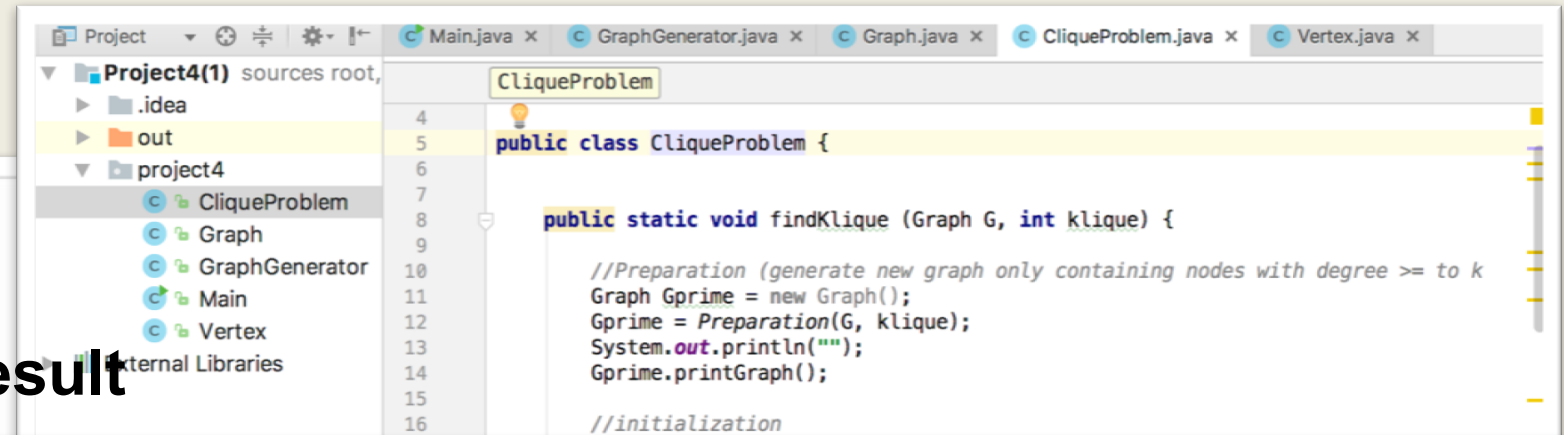 Project
Main.java × GraphGenerator.java × Graph.java × CliqueProblem.java × Vertex.java ×
Project4(1) sources root,
.idea
out
project4
CliqueProblem
Graph
GraphGenerator
Main
Vertex
External Libraries
esult
CliqueProblem
4
5 public class CliqueProblem {
6
7
8 public static void findKlique (Graph G, int klique) {
9
10 //Preparation (generate new graph only containing nodes with degree >= to k
11 Graph Gprime = new Graph();
12 Gprime = Preparation(G, klique);
13 System.out.println("");
14 Gprime.printGraph();
15
16 //initialization